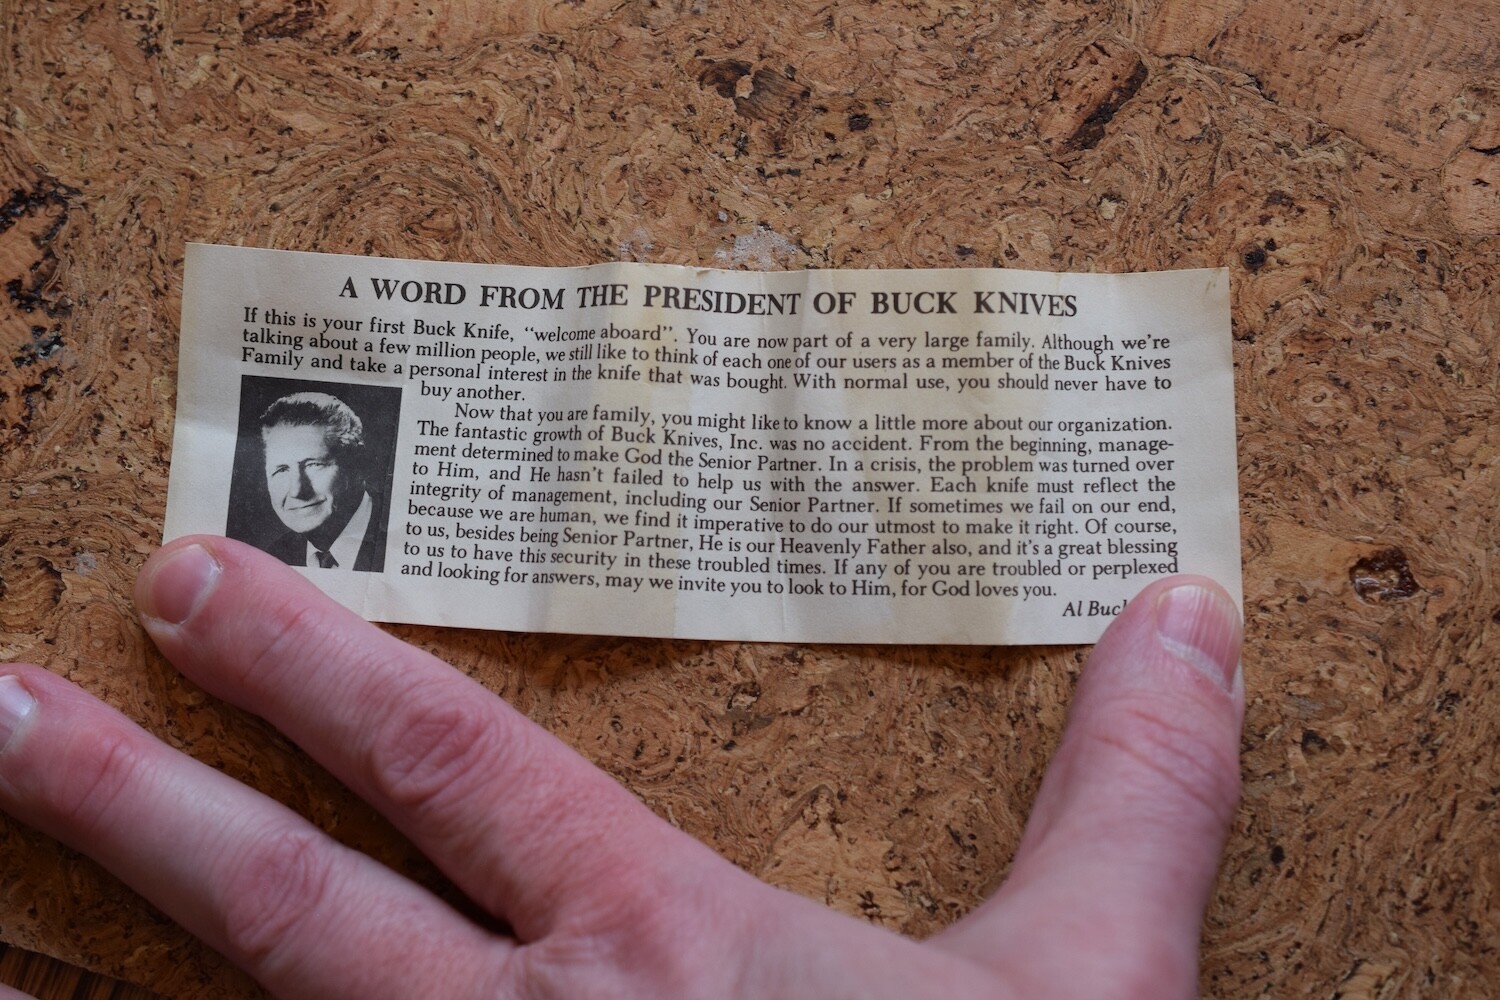 A WORD FROM THE PRESIDENT OF BUCK KNIVES
If this is your first Buck Knife, “welcome aboard”. You are now part of a very large family. Although we're
talking about a few million people, we still like to think of each one of our users as a member of the Buck Knives
Family and take a personal interest in the knife that was bought. With normal use, you should never have to
buy another.
Now that you are family, you might like to know a little more about our organization.
The fantastic growth of Buck Knives, Inc. was no accident. From the beginning, manage-
ment determined to make God the Senior Partner. In a crisis, the problem was turned over
to Him, and He hasn't failed to help us with the answer. Each knife must reflect the
integrity of management, including our Senior Partner. If sometimes we fail on our end,
because we are human, we find it imperative to do our utmost to make it right. Of course,
to us, besides being Senior Partner, He is our Heavenly Father also, and it's a great blessing
to us to have this security in these troubled times. If any of you are troubled or perplexed
and looking for answers, may we invite you to look to Him, for God loves you.
Al Buc